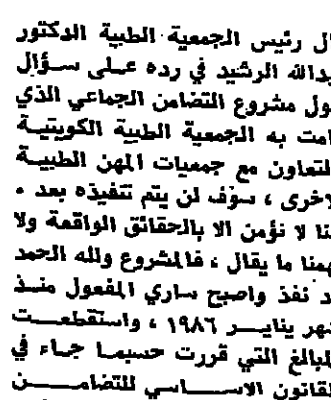 ال رئيس الجمعية الطبية الدكتور
بدالله الرشيد في رده على سؤال
ول مشروع التضامن الجماعي الذي
امت به الجمعية الطبية الكويتية
التعاون مع جمعيات المهن الطبية
لاخرى ، سوف لن يتم تنفيذه بعد .
نا لا نؤمن الا بالحقائق الواقعة ولا
همنا ما يقال ، فالمشروع ولله الحمد
د نفذ واصبح ساري المفعول منذ
هر يناير ١٩٨٦ ، واستقطعت
لمبالغ التي قررت حسبما جاء في
لقانون الاساسي للتضامن